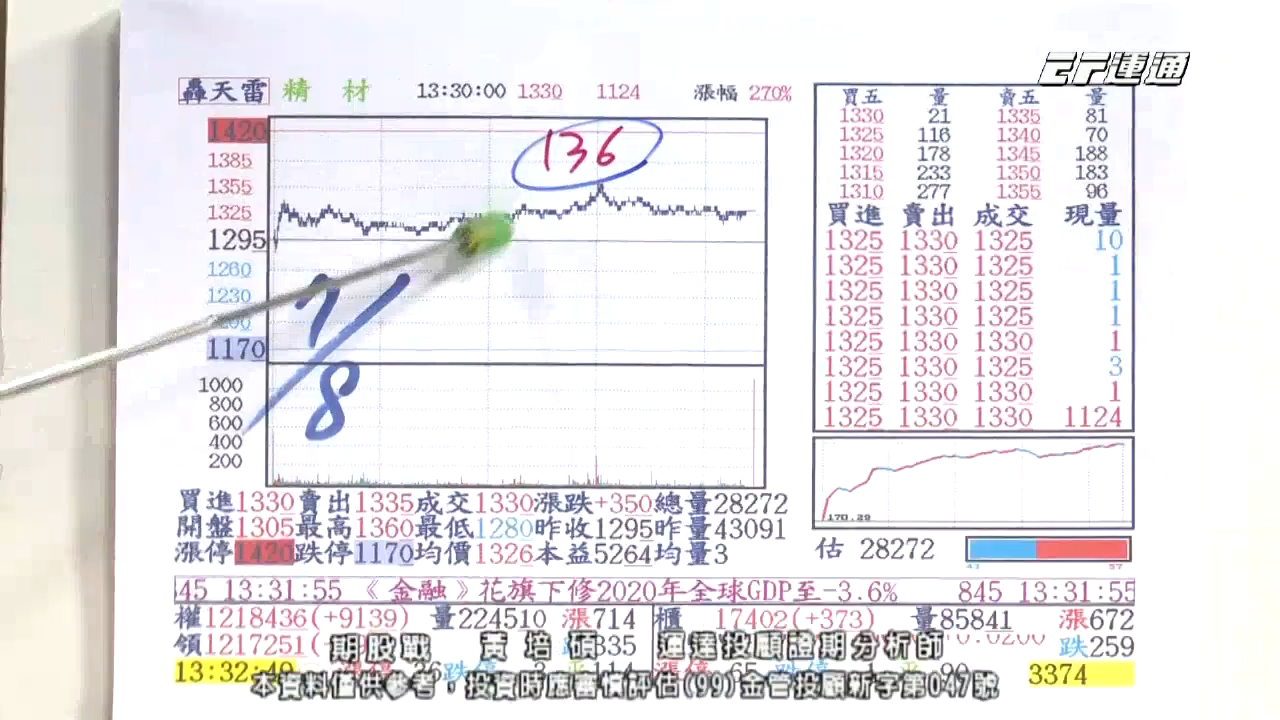 運通
轟天雷 精 材 13:30:00 1330 1124 漲幅 270%
買五 量 賣五 量
1330 21 1335 81
1325 116 1340 70
1320 178 1345 188
1315 233 1350 183
1310 277 1355 96
買進 賣出 成交 現量
1325 1330 1325 10
1325 1330 1325 1
1325 1330 1325 1
1325 1330 1325 1
1325 1330 1330 1
1325 1330 1325 3
1325 1330 1330 1
1325 1330 1330 1124
1420
1385
1355
1325
1295
1260
1230
1170
136
7/8
1000
800
600
400
200
170.29
估 28272
43 57
買進1330賣出1335成交1330漲跌+350總量28272
開盤1305最高1360最低1280昨收1295昨量43091
漲停1420跌停1170均價1326本益5264均量3
45 13:31:55 《金融》花旗下修2020年全球GDP至-3.6% 845 13:31:55
權1218436(+9139) 量224510 漲714 櫃 17402(+373) 量85841 漲672
領1217251 335 跌259
期股戰 黃培碩 運達投顧證期分析師
13:32:49 3374
本資料僅供參考，投資時應審慎評估(99)金管投顧新字第047號